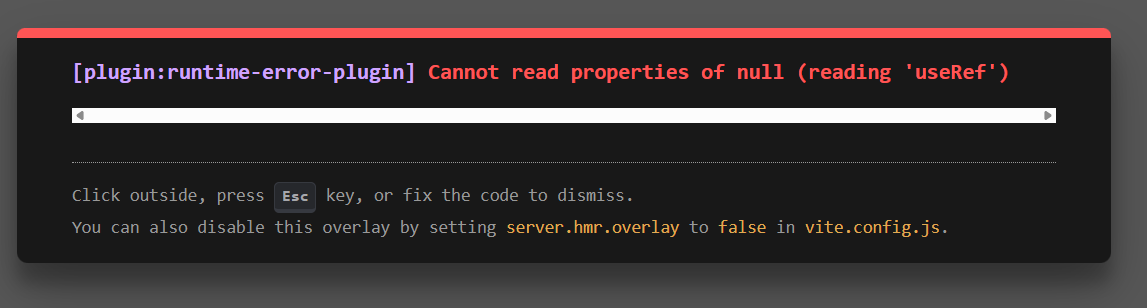 [plugin:runtime-error-plugin] Cannot read properties of null (reading 'useRef')
Click outside, press Esc key, or fix the code to dismiss.
You can also disable this overlay by setting server.hmr.overlay to false in vite.config.js.